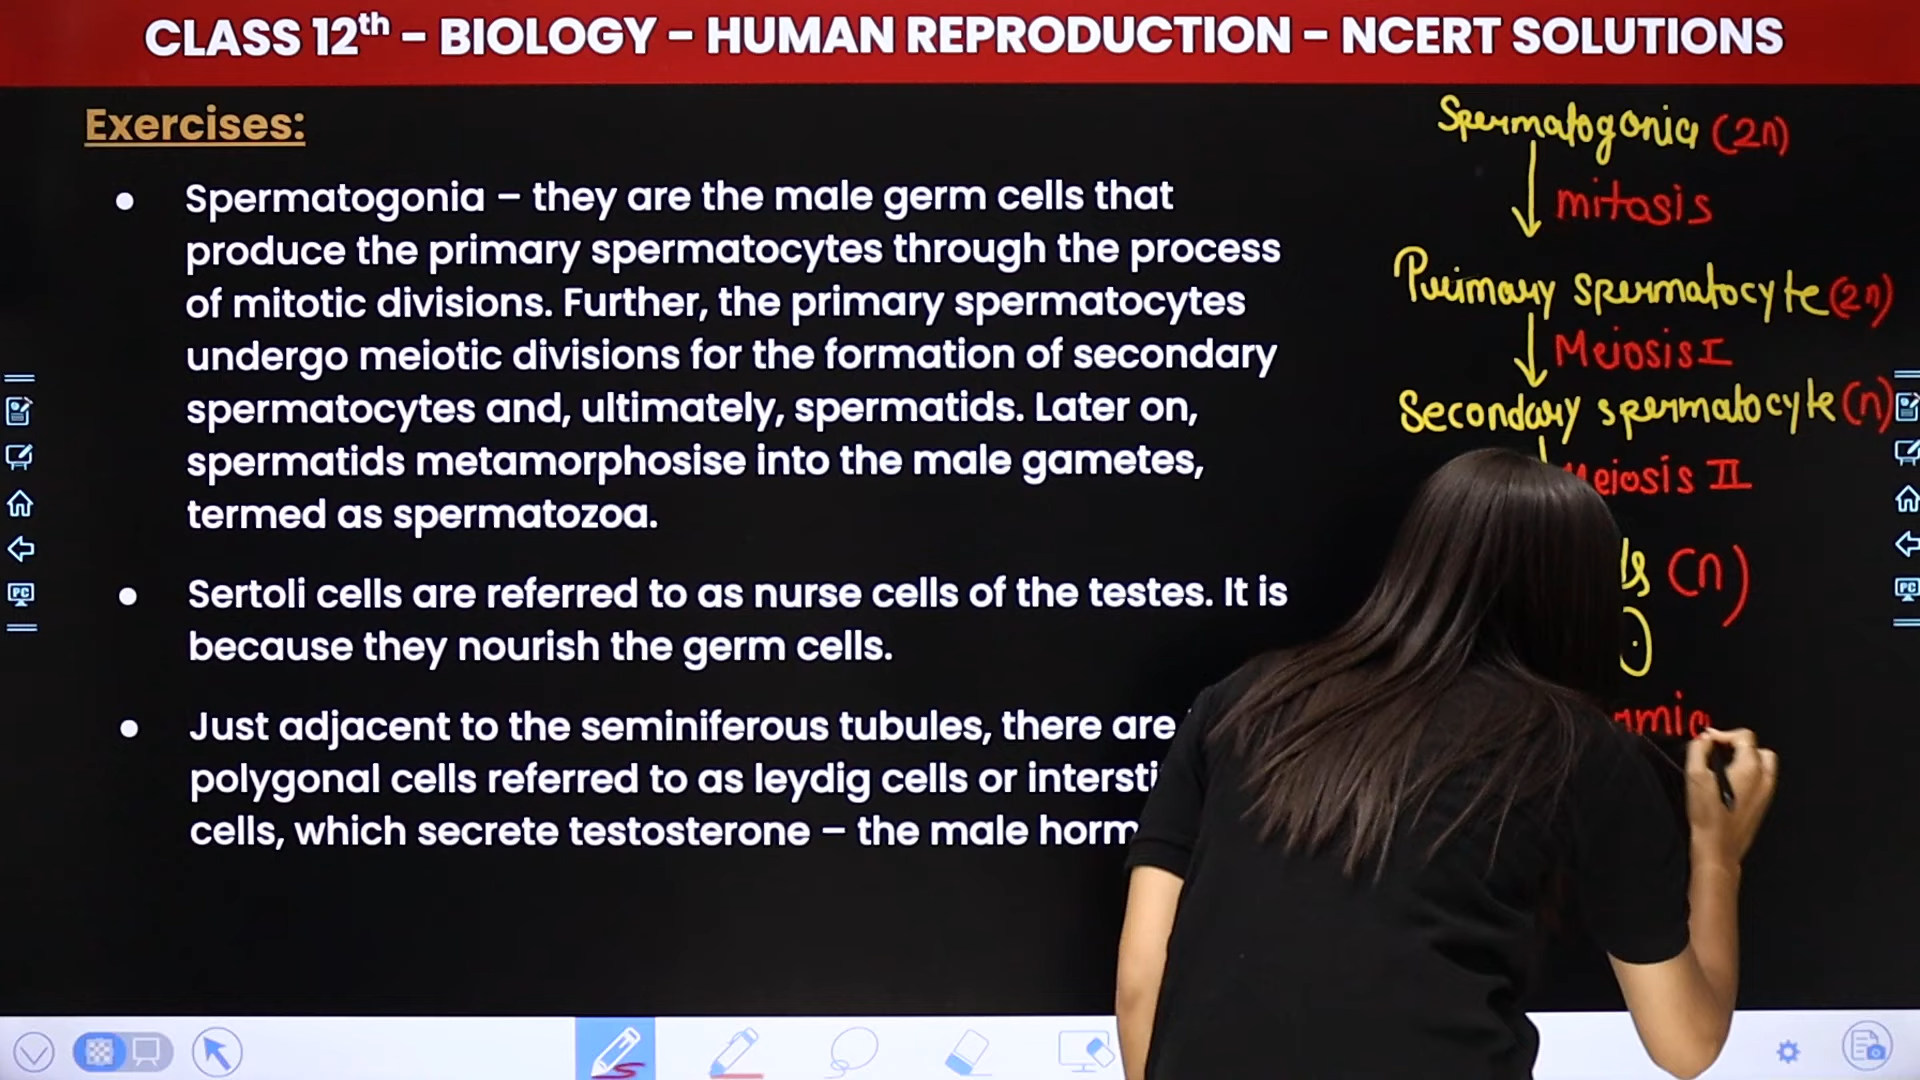 CLASS 12th – BIOLOGY – HUMAN REPRODUCTION – NCERT SOLUTIONS
Exercises:
• Spermatogonia – they are the male germ cells that
produce the primary spermatocytes through the process
of mitotic divisions. Further, the primary spermatocytes
undergo meiotic divisions for the formation of secondary
spermatocytes and, ultimately, spermatids. Later on,
spermatids metamorphosise into the male gametes,
termed as spermatozoa.
• Sertoli cells are referred to as nurse cells of the testes. It is
because they nourish the germ cells.
• Just adjacent to the seminiferous tubules, there are
polygonal cells referred to as leydig cells or intersti
cells, which secrete testosterone – the male horm
Spermatogonia (2n)
mitosis
Primary spermatocyte (2n)
Meiosis I
Secondary spermatocyte (n)
Meiosis II
ds (n)
PC
PC